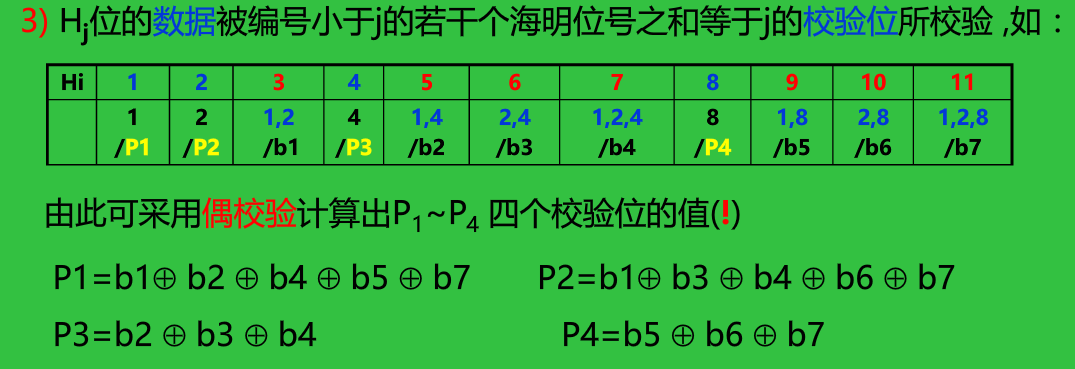 3) Hj位的数据被编号小于j的若干个海明位号之和等于j的校验位所校验 ,如：
Hi 1 2 3 4 5 6 7 8 9 10 11
1 2 1,2 4 1,4 2,4 1,2,4 8 1,8 2,8 1,2,8
/P1 /P2 /b1 /P3 /b2 /b3 /b4 /P4 /b5 /b6 /b7
由此可采用偶校验计算出P1~P4 四个校验位的值(!)
P1=b1⊕ b2 ⊕ b4 ⊕ b5 ⊕ b7 P2=b1⊕ b3 ⊕ b4 ⊕ b6 ⊕ b7
P3=b2 ⊕ b3 ⊕ b4 P4=b5 ⊕ b6 ⊕ b7